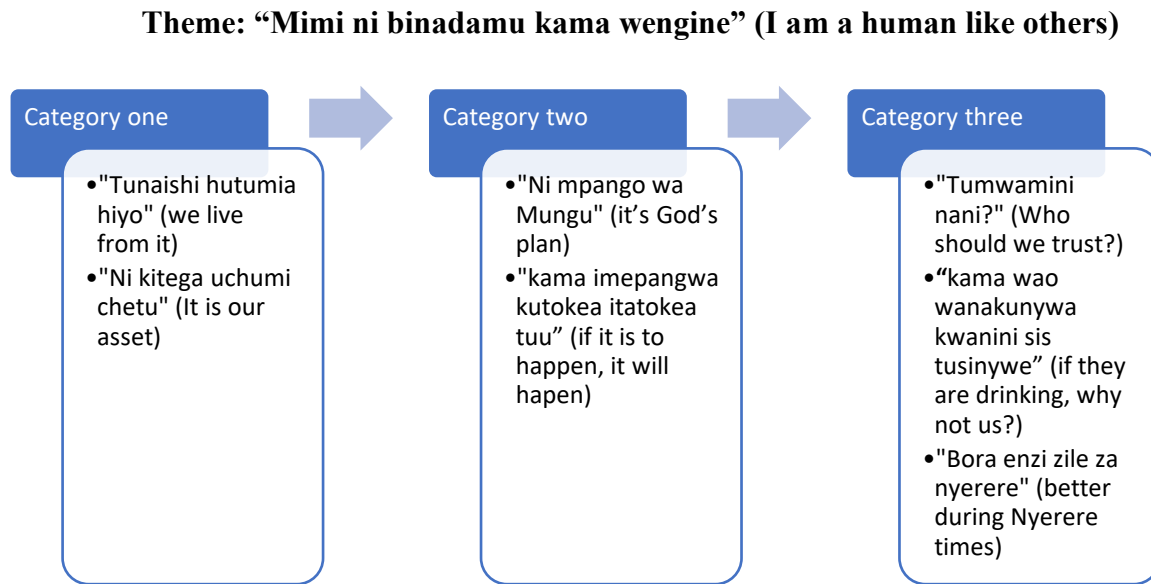 Theme: “Mimi ni binadamu kama wengine” (I am a human like others)
Category one
•"Tunaishi hutumia
hiyo" (we live
from it)
•"Ni kitega uchumi
chetu" (It is our
asset)
Category two
•"Ni mpango wa
Mungu" (it’s God’s
plan)
•"kama imepangwa
kutokea itatokea
tuu” (if it is to
happen, it will
hapen)
Category three
•"Tumwamini
nani?" (Who
should we trust?)
•“kama wao
wanakunywa
kwanini sis
tusinywe” (if they
are drinking, why
not us?)
•"Bora enzi zile za
nyerere" (better
during Nyerere
times)